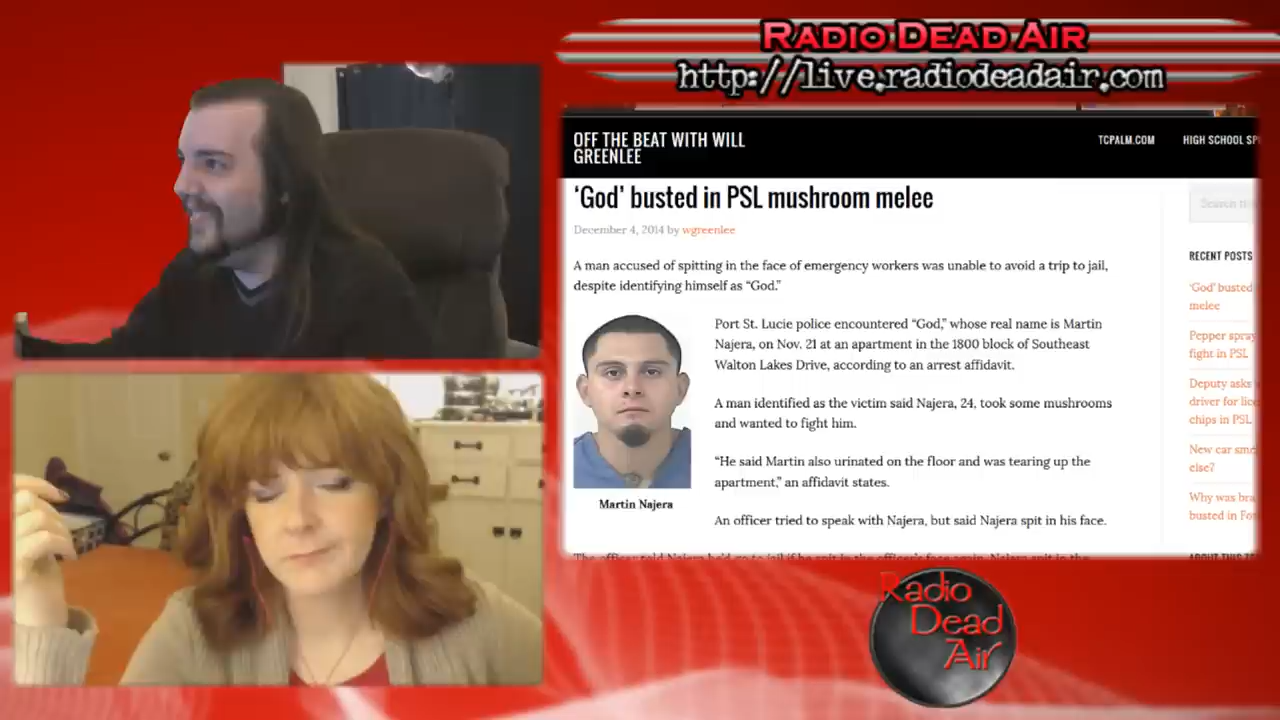 RADIO DEAD AIR
http://live.radiodeadair.com
OFF THE BEAT WITH WILL
GREENLEE
TCPALM.COM
HIGH SCHOOL
‘God’ busted in PSL mushroom melee
December 4, 2014 by wgreenlee
A man accused of spitting in the face of emergency workers was unable to avoid a trip to jail,
despite identifying himself as “God.”
Port St. Lucie police encountered “God,” whose real name is Martin
Najera, on Nov. 21 at an apartment in the 1800 block of Southeast
Walton Lakes Drive, according to an arrest affidavit.
A man identified as the victim said Najera, 24, took some mushrooms
and wanted to fight him.
“He said Martin also urinated on the floor and was tearing up the
apartment,” an affidavit states.
An officer tried to speak with Najera, but said Najera spit in his face.
Martin Najera
Search
RECENT POSTS
‘God’ busted
melee
Pepper spray
fight in PSL
Deputy asks
driver for
chips in PSL
New car
else?
Why was
busted in
Radio
Dead
Air